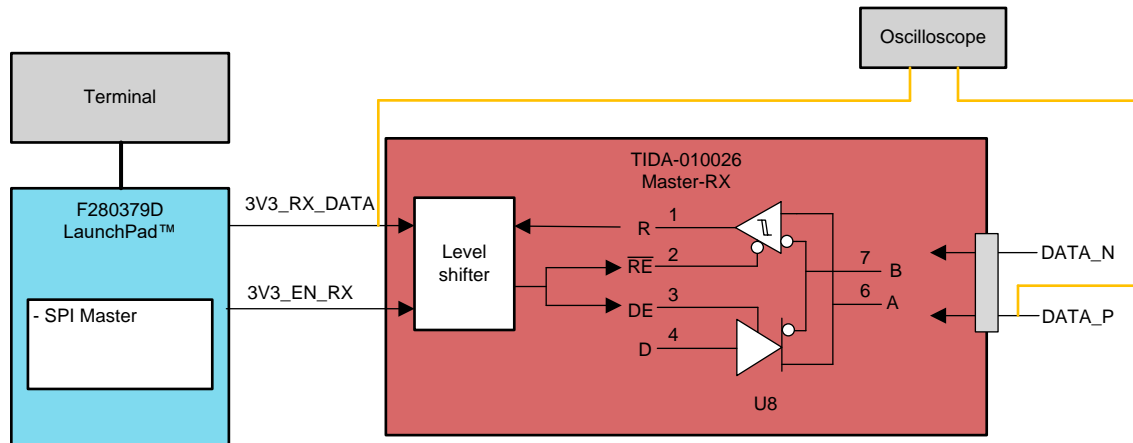 Oscilloscope
Terminal
TIDA-010026
Master-RX
F280379D
LaunchPad™
3V3_RX_DATA
3V3_EN_RX
- SPI Master
Level
shifter
R
1
RE
2
DE
3
D
4
7
B
6
A
U8
DATA_N
DATA_P